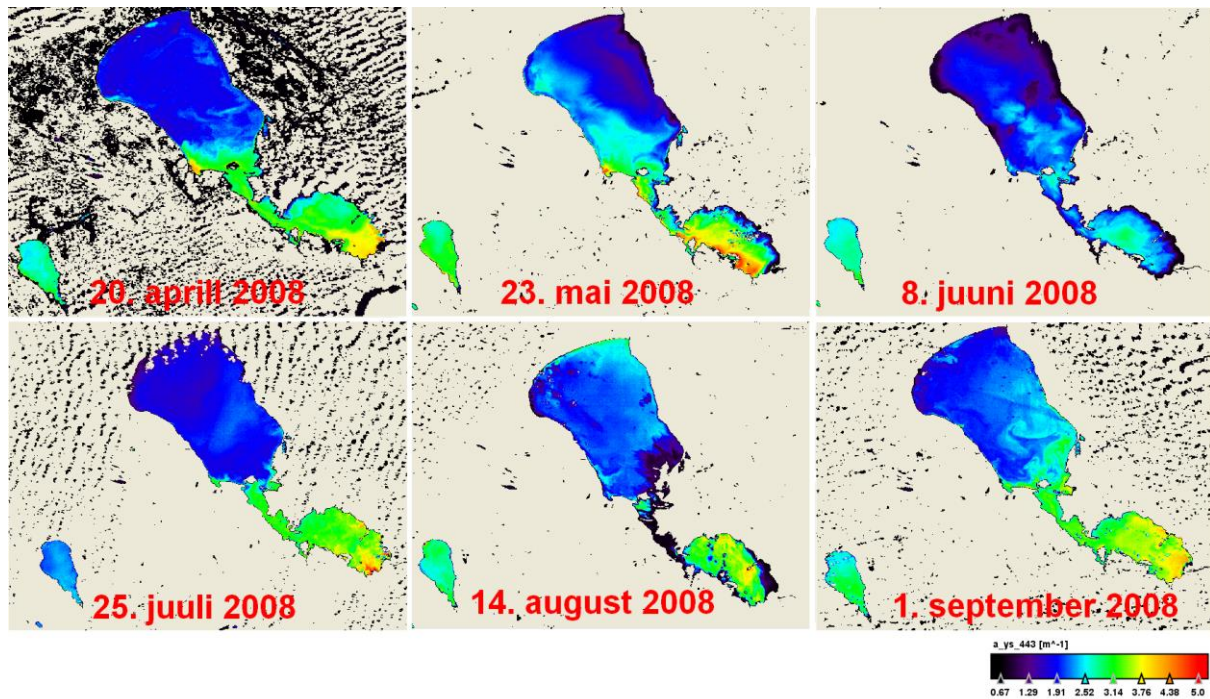 20. aprill 2008
23. mai 2008
8. juuni 2008
25. juuli 2008
14. august 2008
1. september 2008
a_ys_443 [m^-1]
0.67 1.29 1.91 2.52 3.14 3.76 4.38 5.0